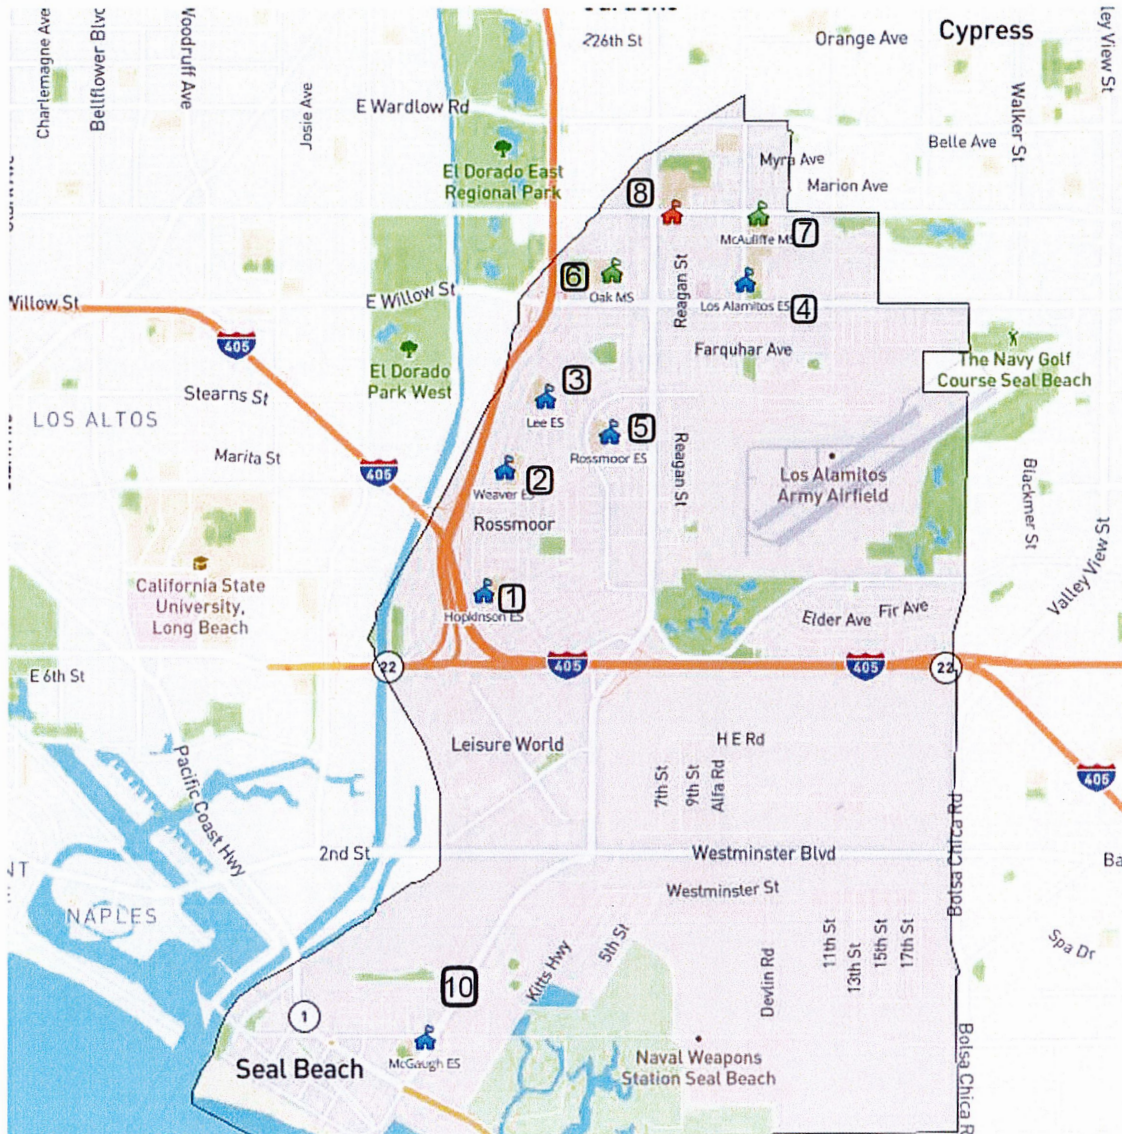 Charlemagne Ave
Bellflower Blvd
Woodruff Ave
Josie Ave
226th St
Orange Ave
Cypress
ley View St
Walker St
E Wardlow Rd
Belle Ave
El Dorado East
Regional Park
Myra Ave
Marion Ave
8
McAuliffe MS
7
6
Oak MS
Reagan St
Los Alamitos ES
4
Willow St
E Willow St
405
Farquhar Ave
The Navy Golf
Course Seal Beach
El Dorado
Park West
3
Lee ES
Stearns St
LOS ALTOS
5
Rossmoor ES
Marita St
405
Reagan St
Los Alamitos
Army Airfield
2
Weaver ES
Rossmoor
Blackmer St
Valley View St
California State
University,
Long Beach
1
Hopkinson ES
Elder Ave
Fir Ave
22
405
405
22
E 6th St
Leisure World
H E Rd
7th St
9th St
Alfa Rd
405
Pacific Coast Hwy
2nd St
Westminster Blvd
Bolsa Chica Rd
Ba
NT
Westminster St
NAPLES
11th St
13th St
15th St
17th St
Spa Dr
5th St
Kitts Hwy
Devlin Rd
10
1
McGaugh ES
Seal Beach
Naval Weapons
Station Seal Beach
Bolsa Chica R